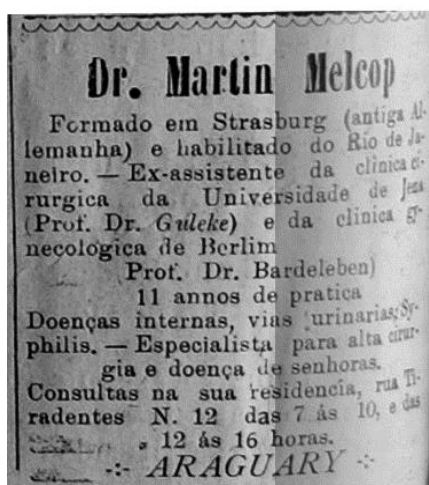 Dr. Martin Melcop
Formado em Strasburg (antiga Al-
lemanha) e habilitado do Rio de Ja-
neiro. — Ex-assistente da clinica ci-
rurgica da Universidade de Jena
(Prof. Dr. Guleke) e da clinica gy-
necologica de Berlim
Prof. Dr. Bardeleben)
11 annos de pratica
Doenças internas, vias urinarias, Sy-
philis. — Especialista para alta cirur-
gia e doença de senhoras.
Consultas na sua residencia, rua Ti-
radentes N. 12 das 7 ás 10, e das
12 ás 16 horas.
-:- ARAGUARY -:-